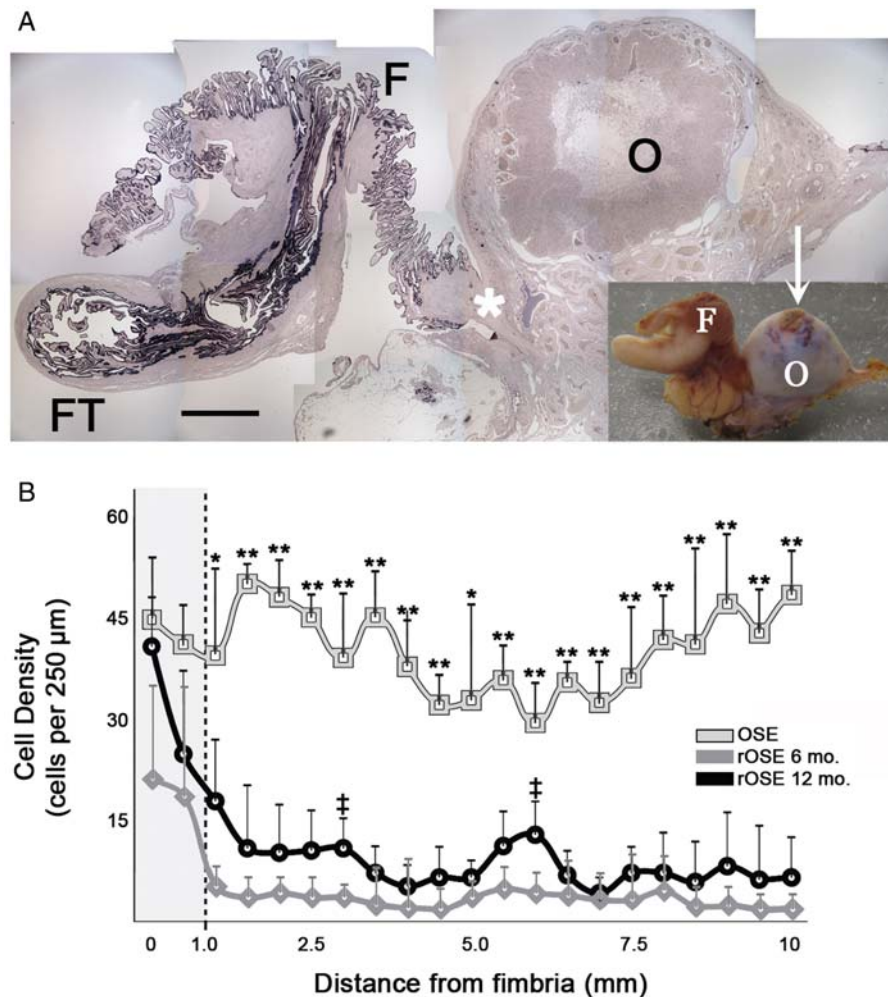 A
F
O
*
FT
F
O
B
60
45
30
15
Cell Density
(cells per 250 µm)
* ** ** ** ** ** ** ** * ** ** ** ** ** ** ** ** ** **
‡ ‡
OSE
rOSE 6 mo.
rOSE 12 mo.
0 1.0 2.5 5.0 7.5 10
Distance from fimbria (mm)